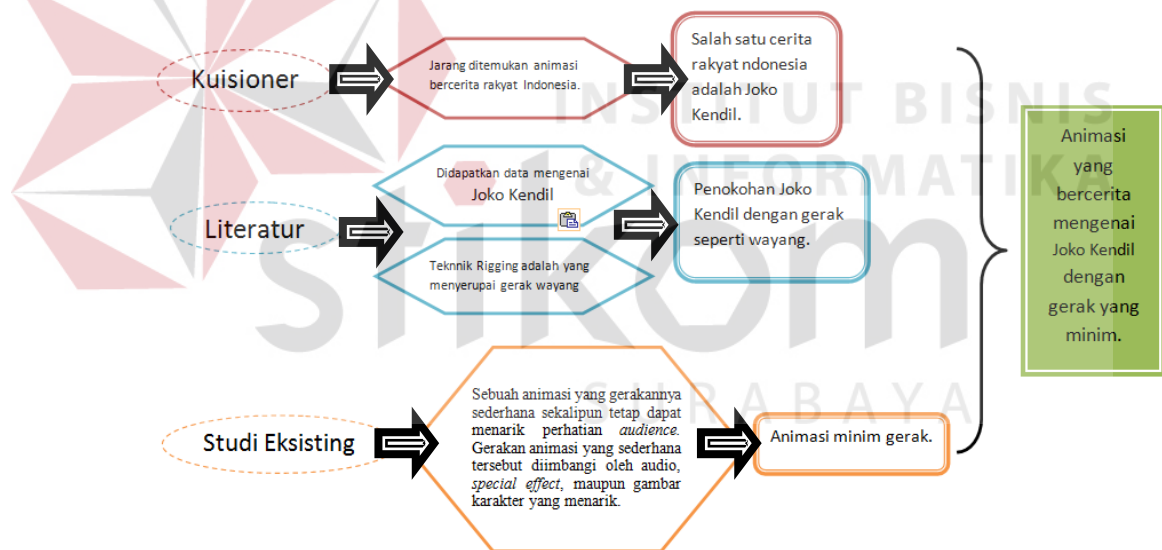 Kuisioner
Jarang ditemukan animasi
bercerita rakyat Indonesia.
Salah satu cerita
rakyat ndonesia
adalah Joko
Kendil.
Literatur
Didapatkan data mengenai
Joko Kendil
Teknnik Rigging adalah yang
menyerupai gerak wayang
Penokohan Joko
Kendil dengan gerak
seperti wayang.
Studi Eksisting
Sebuah animasi yang gerakannya
sederhana sekalipun tetap dapat
menarik perhatian audience.
Gerakan animasi yang sederhana
tersebut diimbangi oleh audio,
special effect, maupun gambar
karakter yang menarik.
Animasi minim gerak.
Animasi
yang
bercerita
mengenai
Joko Kendil
dengan
gerak yang
minim.
INSTITUT BISNIS
& INFORMATIKA
stikom
SURABAYA